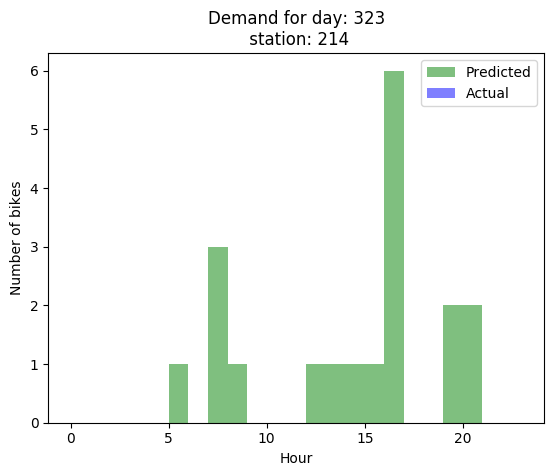 Demand for day: 323
station: 214
Predicted
Actual
Number of bikes
6
5
4
3
2
1
0
0
5
10
15
20
Hour